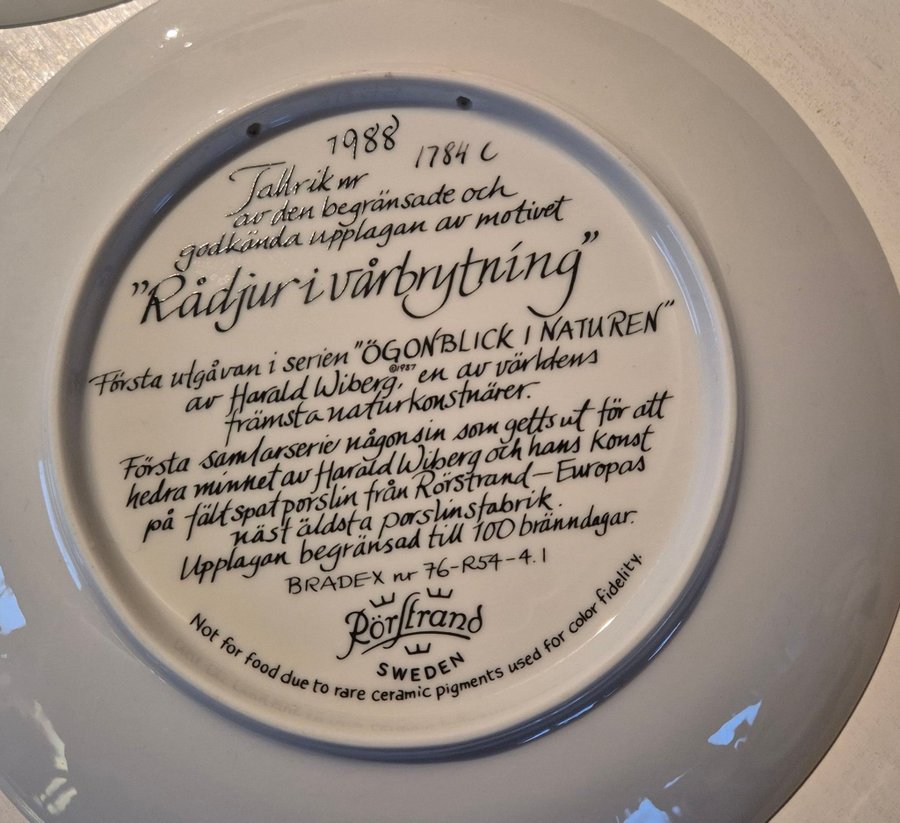 1988
Tallrik nr 1784 C
av den begränsade och
godkända upplagan av motivet
"Rådjur i vårbrytning"
Första utgåvan i serien "ÖGONBLICK I NATUREN"
©1987
av Harald Wiberg, en av världens
främsta naturkonstnärer.
Första samlarserie någonsin som getts ut för att
hedra minnet av Harald Wiberg och hans konst
på fältspatporslin från Rörstrand – Europas
näst äldsta porslinsfabrik.
Upplagan begränsad till 100 bränndagar.
BRADEX nr 76-R54-4.1
Rörstrand
SWEDEN
Not for food due to rare ceramic pigments used for color fidelity.